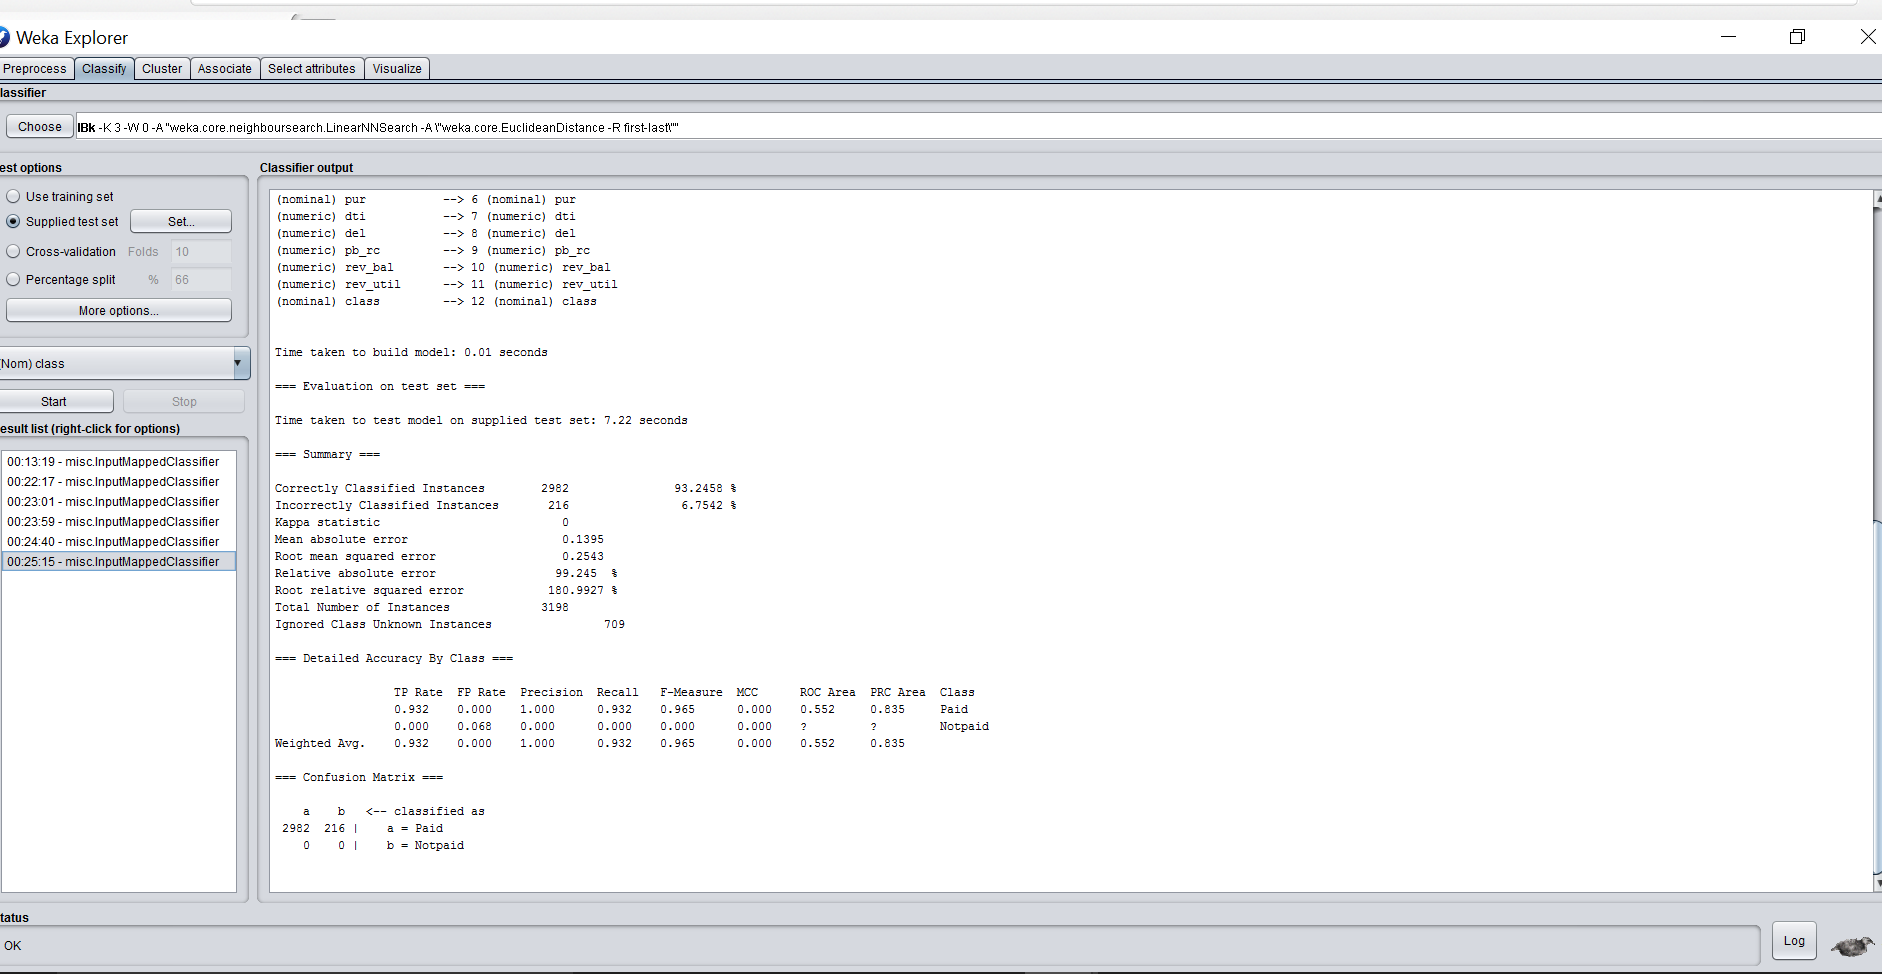 Weka Explorer
Preprocess Classify Cluster Associate Select attributes Visualize
lassifier
Choose IBk -K 3 -W 0 -A "weka.core.neighboursearch.LinearNNSearch -A \"weka.core.EuclideanDistance -R first-last\""
est options
Use training set
Supplied test set Set...
Cross-validation Folds 10
Percentage split % 66
More options...
(Nom) class
Start Stop
esult list (right-click for options)
00:13:19 - misc.InputMappedClassifier
00:22:17 - misc.InputMappedClassifier
00:23:01 - misc.InputMappedClassifier
00:23:59 - misc.InputMappedClassifier
00:24:40 - misc.InputMappedClassifier
00:25:15 - misc.InputMappedClassifier
Classifier output
(nominal) pur --> 6 (nominal) pur
(numeric) dti --> 7 (numeric) dti
(numeric) del --> 8 (numeric) del
(numeric) pb_rc --> 9 (numeric) pb_rc
(numeric) rev_bal --> 10 (numeric) rev_bal
(numeric) rev_util --> 11 (numeric) rev_util
(nominal) class --> 12 (nominal) class
Time taken to build model: 0.01 seconds
=== Evaluation on test set ===
Time taken to test model on supplied test set: 7.22 seconds
=== Summary ===
Correctly Classified Instances 2982 93.2458 %
Incorrectly Classified Instances 216 6.7542 %
Kappa statistic 0
Mean absolute error 0.1395
Root mean squared error 0.2543
Relative absolute error 99.245 %
Root relative squared error 180.9927 %
Total Number of Instances 3198
Ignored Class Unknown Instances 709
=== Detailed Accuracy By Class ===
TP Rate FP Rate Precision Recall F-Measure MCC ROC Area PRC Area Class
0.932 0.000 1.000 0.932 0.965 0.000 0.552 0.835 Paid
0.000 0.068 0.000 0.000 0.000 0.000 ? ? Notpaid
Weighted Avg. 0.932 0.000 1.000 0.932 0.965 0.000 0.552 0.835
=== Confusion Matrix ===
a b <-- classified as
2982 216 | a = Paid
0 0 | b = Notpaid
tatus
OK
Log